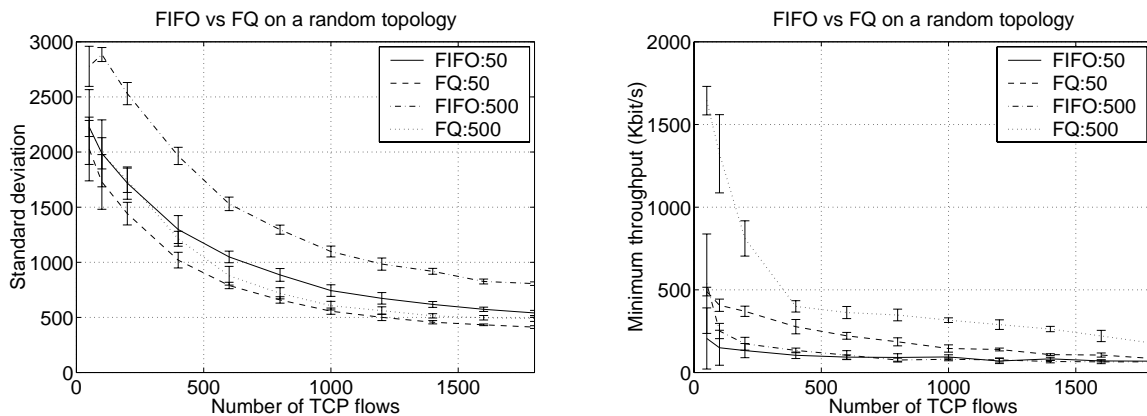 FIFO vs FQ on a random topology
3000
2500
2000
1500
1000
500
0
Standard deviation
0
500
1000
1500
Number of TCP flows
FIFO:50
FQ:50
FIFO:500
FQ:500
FIFO vs FQ on a random topology
2000
1500
1000
500
0
Minimum throughput (Kbit/s)
0
500
1000
1500
Number of TCP flows
FIFO:50
FQ:50
FIFO:500
FQ:500